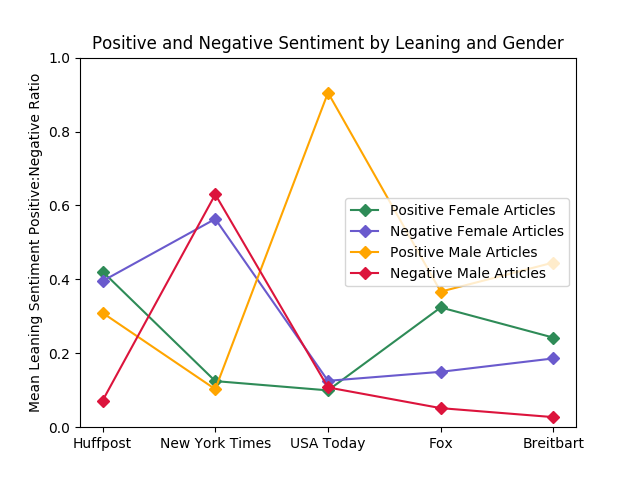 Positive and Negative Sentiment by Leaning and Gender
Mean Leaning Sentiment Positive:Negative Ratio
1.0
0.8
0.6
0.4
0.2
0.0
Positive Female Articles
Negative Female Articles
Positive Male Articles
Negative Male Articles
Huffpost New York Times USA Today Fox Breitbart